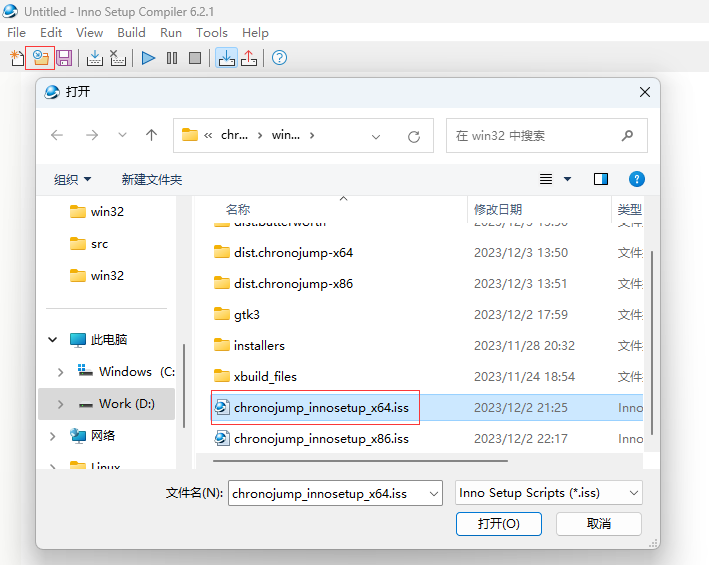 Untitled - Inno Setup Compiler 6.2.1
File Edit View Build Run Tools Help
打开
« chr... › win... ›
在 win32 中搜索
组织 新建文件夹
名称 修改日期 类型
win32
src
win32
此电脑
Windows (C:
Work (D:)
网络
Linux
dist.butterworth 2023/12/3 13:50 文件
dist.chronojump-x64 2023/12/3 13:50 文件
dist.chronojump-x86 2023/12/3 13:51 文件
gtk3 2023/12/2 17:59 文件
installers 2023/11/28 20:32 文件
xbuild_files 2023/11/24 18:54 文件
chronojump_innosetup_x64.iss 2023/12/2 21:25 Inno
chronojump_innosetup_x86.iss 2023/12/2 22:17 Inno
文件名(N): chronojump_innosetup_x64.iss Inno Setup Scripts (*.iss)
打开(O) 取消